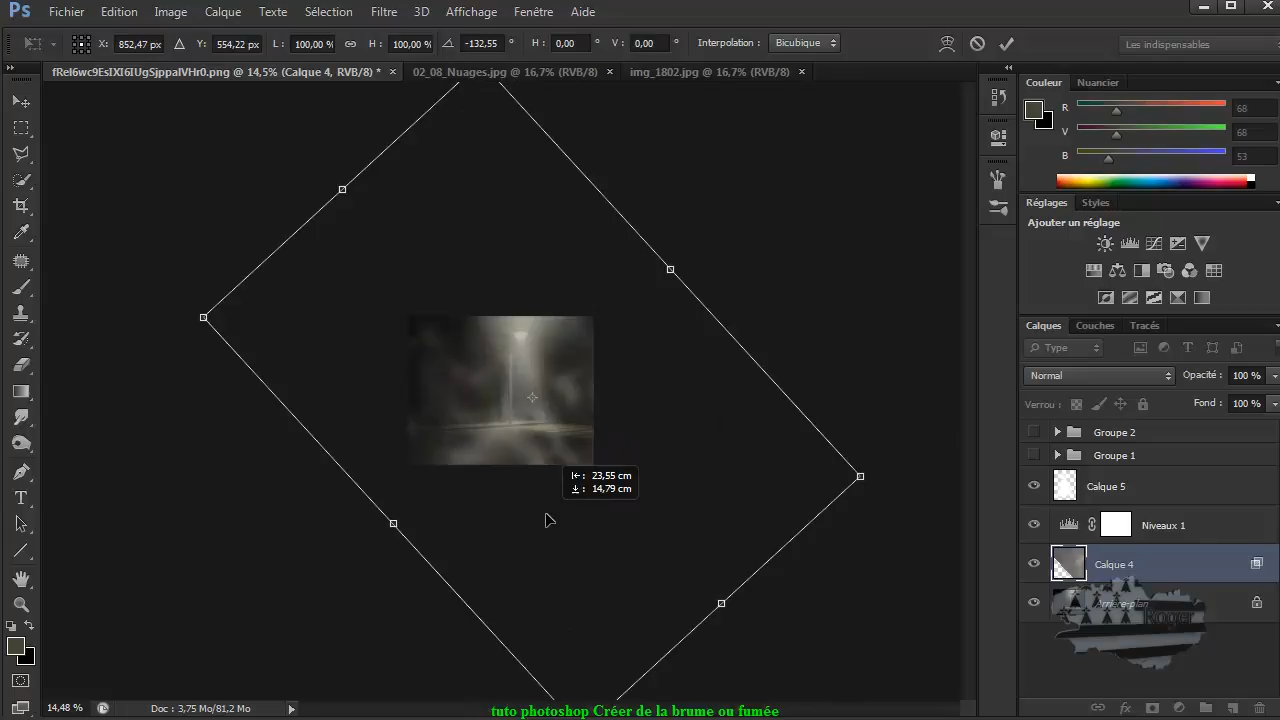 Ps Fichier Edition Image Calque Texte Sélection Filtre 3D Affichage Fenêtre Aide
X: 852,47 px Y: 554,22 px L: 100,00 % H: 100,00 % -132,55 ° H: 0,00 ° V: 0,00 ° Interpolation : Bicubique Les indispensables
fRel6wc9EsIXI6IUgSjppaIVHr0.png @ 14,5% (Calque 4, RVB/8) * × 02_08_Nuages.jpg @ 16,7% (RVB/8) × img_1802.jpg @ 16,7% (RVB/8) ×
Couleur Nuancier
R 68
V 68
B 53
Réglages Styles
Ajouter un réglage
Calques Couches Tracés
Type
Normal Opacité : 100 %
Verrou : Fond : 100 %
Groupe 2
Groupe 1
Calque 5
Niveaux 1
Calque 4
Arrière-plan
Roger
23,55 cm
14,79 cm
T
14,48 % Doc : 3,75 Mo/81,2 Mo
fx
tuto photoshop Créer de la brume ou fumée